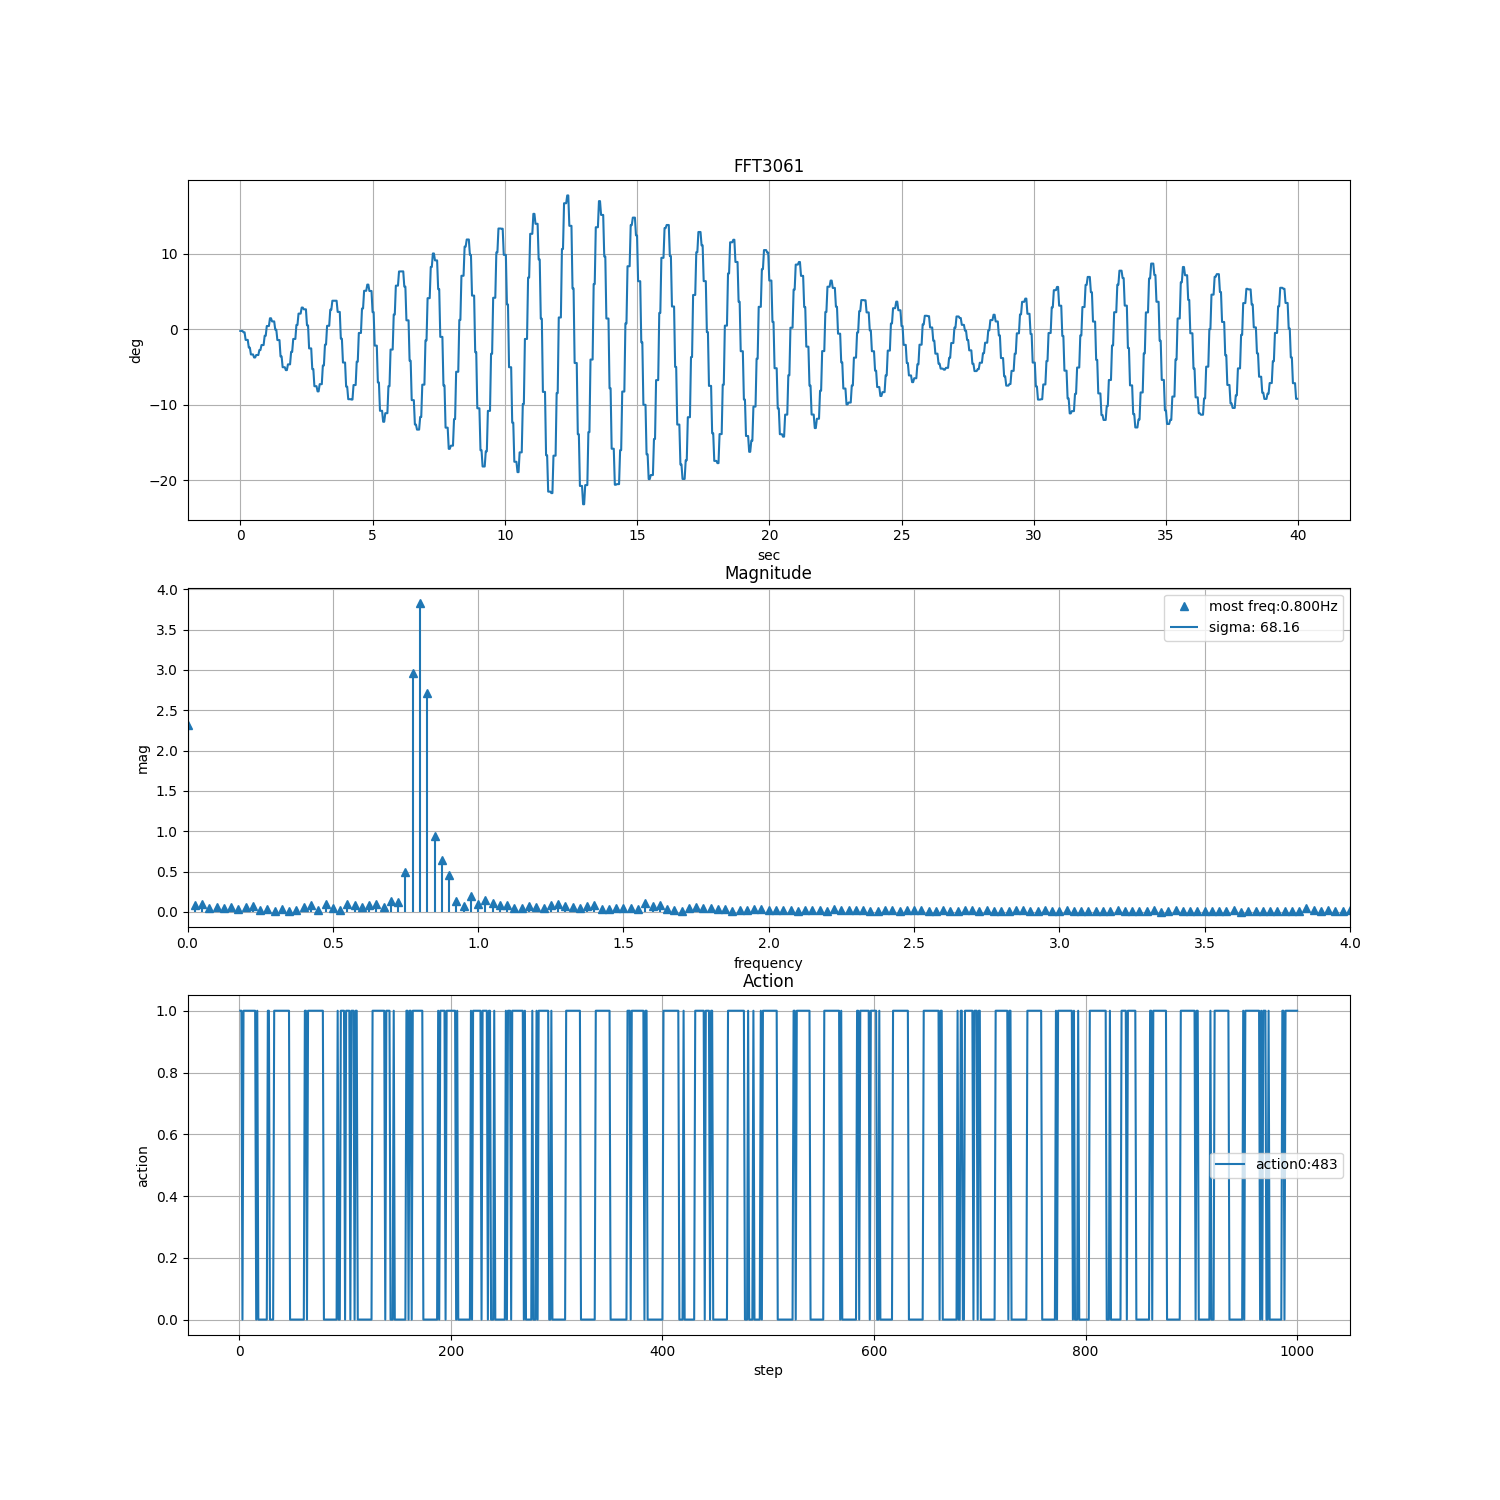 FFT3061
deg
10
0
−10
−20
0 5 10 15 20 25 30 35 40
sec
Magnitude
mag
4.0
3.5
3.0
2.5
2.0
1.5
1.0
0.5
0.0
most freq:0.800Hz
sigma: 68.16
0.0 0.5 1.0 1.5 2.0 2.5 3.0 3.5 4.0
frequency
Action
action
1.0
0.8
0.6
0.4
0.2
0.0
action0:483
0 200 400 600 800 1000
step